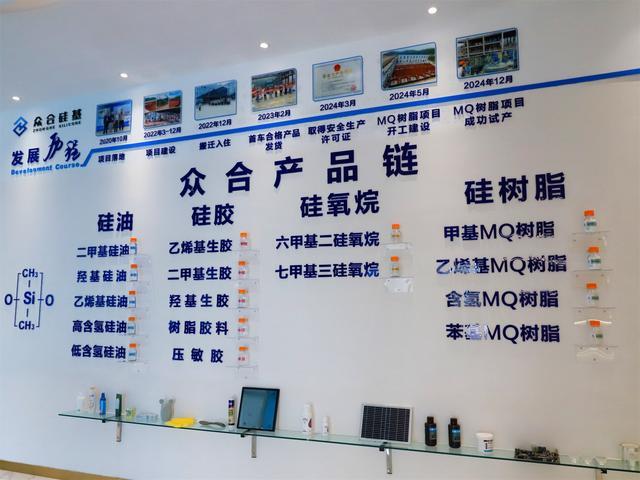 众合硅基
ZHONGHE SILICONE
发展历程
Development Course
2020年10月
项目落地
2022年3-12月
项目建设
2022年12月
搬迁入住
2023年2月
首车合格产品
发货
2024年3月
取得安全生产
许可证
2024年5月
MQ树脂项目
开工建设
2024年12月
MQ树脂项目
成功试产
众合产品链
硅油
二甲基硅油
羟基硅油
乙烯基硅油
高含氢硅油
低含氢硅油
硅胶
乙烯基生胶
二甲基生胶
羟基生胶
树脂胶料
压敏胶
硅氧烷
六甲基二硅氧烷
七甲基三硅氧烷
硅树脂
甲基MQ树脂
乙烯基MQ树脂
含氢MQ树脂
苯基MQ树脂
CH₃
O-Si-O
CH₃